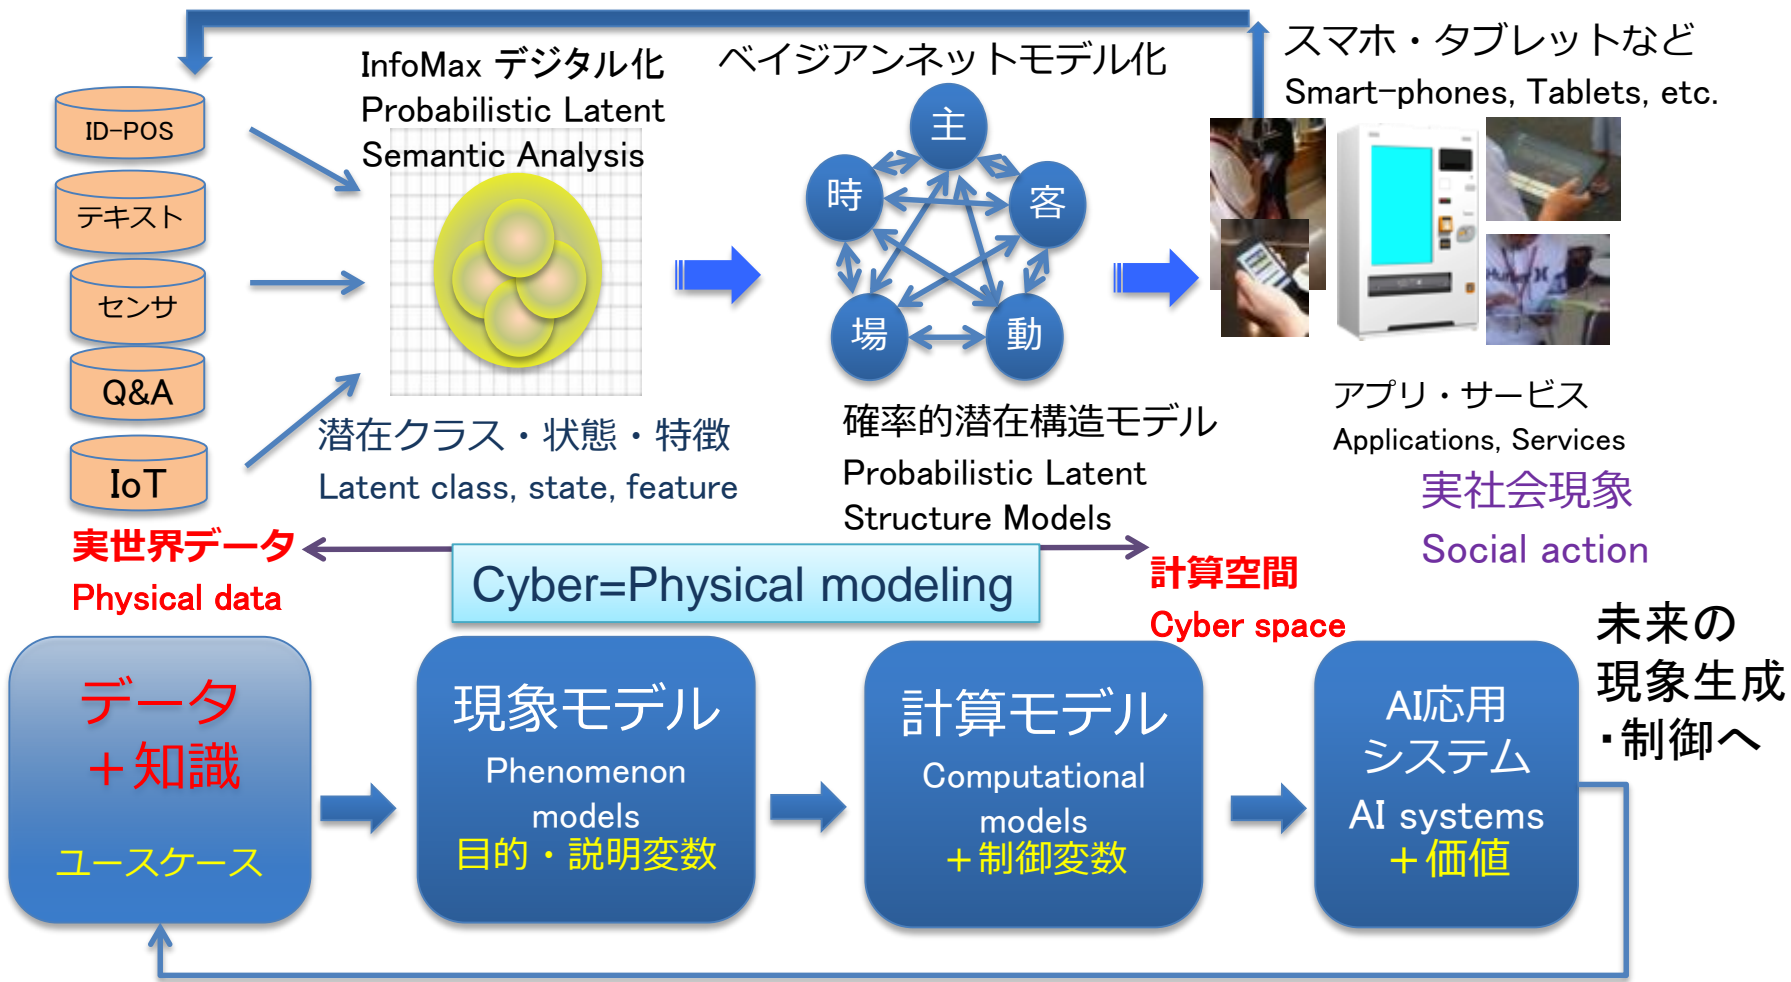 スマホ・タブレットなど
Smart-phones, Tablets, etc.
InfoMax デジタル化
Probabilistic Latent
Semantic Analysis
ベイジアンネットモデル化
ID-POS
テキスト
センサ
Q&A
IoT
主
時
客
場
動
潜在クラス・状態・特徴
Latent class, state, feature
確率的潜在構造モデル
Probabilistic Latent
Structure Models
アプリ・サービス
Applications, Services
実社会現象
Social action
実世界データ
Physical data
Cyber=Physical modeling
計算空間
Cyber space
未来の
現象生成
・制御へ
データ
＋知識
ユースケース
現象モデル
Phenomenon
models
目的・説明変数
計算モデル
Computational
models
＋制御変数
AI応用
システム
AI systems
＋価値